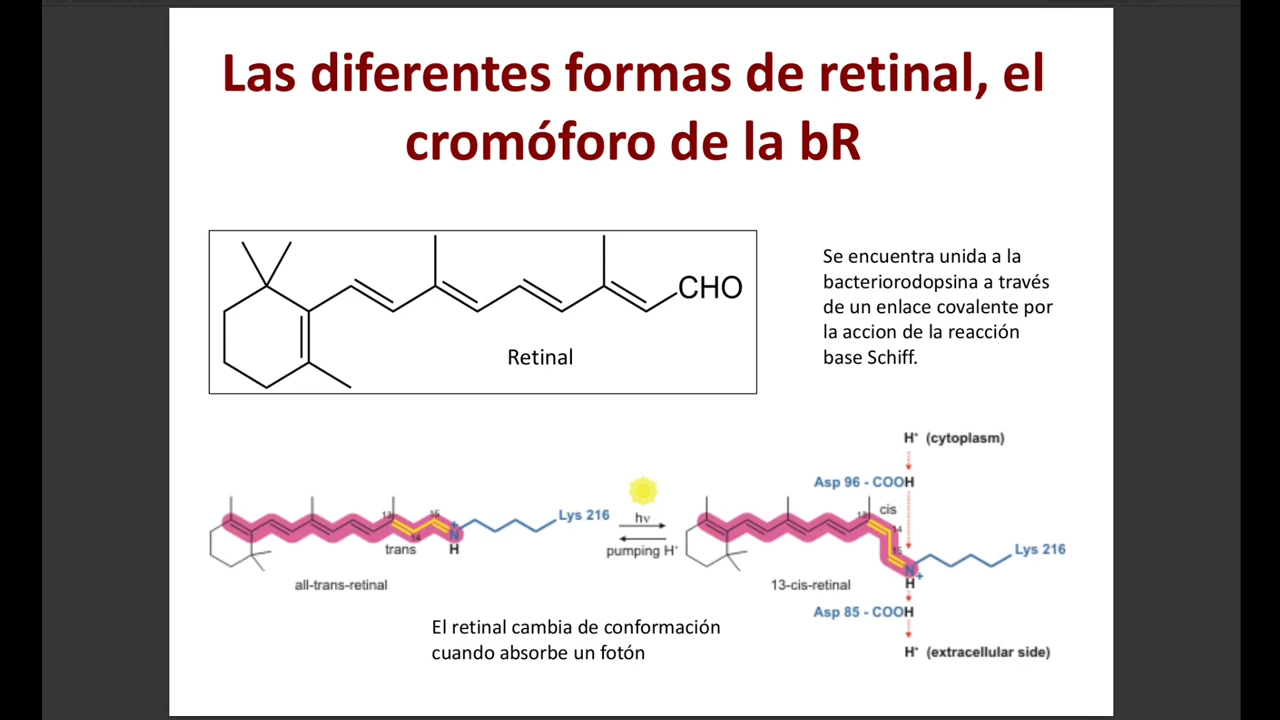 Las diferentes formas de retinal, el
cromóforo de la bR
CHO
Retinal
Se encuentra unida a la
bacteriorodopsina a través
de un enlace covalente por
la accion de la reacción
base Schiff.
H⁺ (cytoplasm)
Asp 96 - COOH
13
15
14
N⁺
H
trans
Lys 216
all-trans-retinal
hν
pumping H⁺
13
cis
14
15
N⁺
H
Lys 216
13-cis-retinal
Asp 85 - COOH
H⁺ (extracellular side)
El retinal cambia de conformación
cuando absorbe un fotón